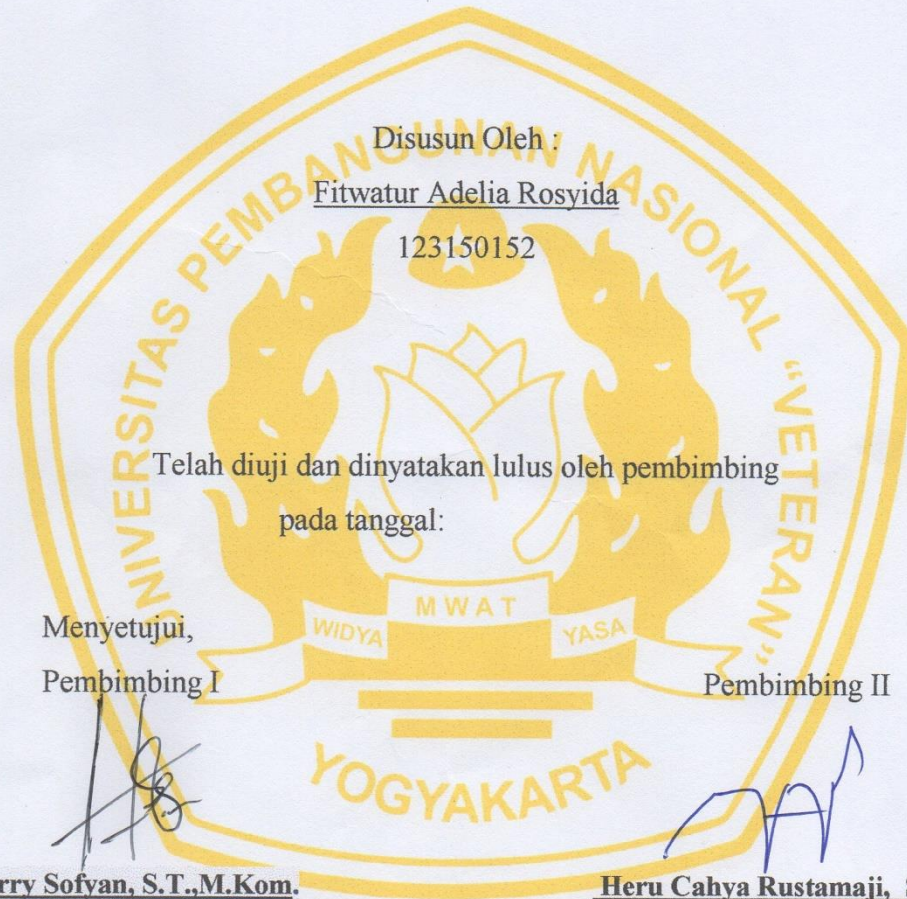 Disusun Oleh :
Fitwatur Adelia Rosyida
123150152
UNIVERSITAS PEMBANGUNAN NASIONAL "VETERAN"
Telah diuji dan dinyatakan lulus oleh pembimbing
pada tanggal:
WIDYA MWAT YASA
Menyetujui,
Pembimbing I Pembimbing II
YOGYAKARTA
Sofyan, S.T.,M.Kom. Heru Cahya Rustamaji,